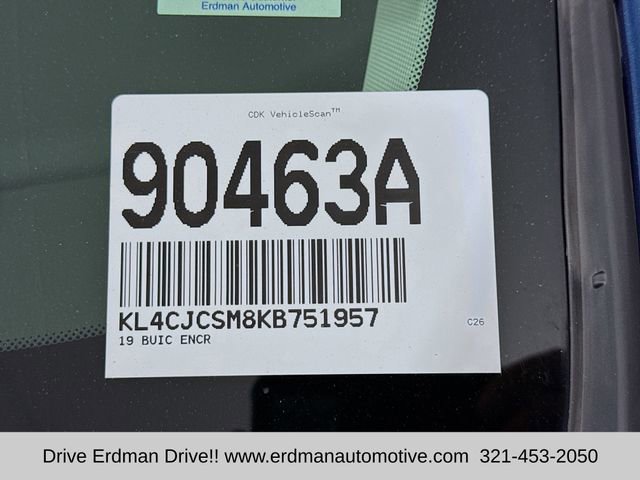 Erdman Automotive
CDK VehicleScan™
90463A
KL4CJCSM8KB751957
19 BUIC ENCR
C26
Drive Erdman Drive!! www.erdmanautomotive.com 321-453-2050